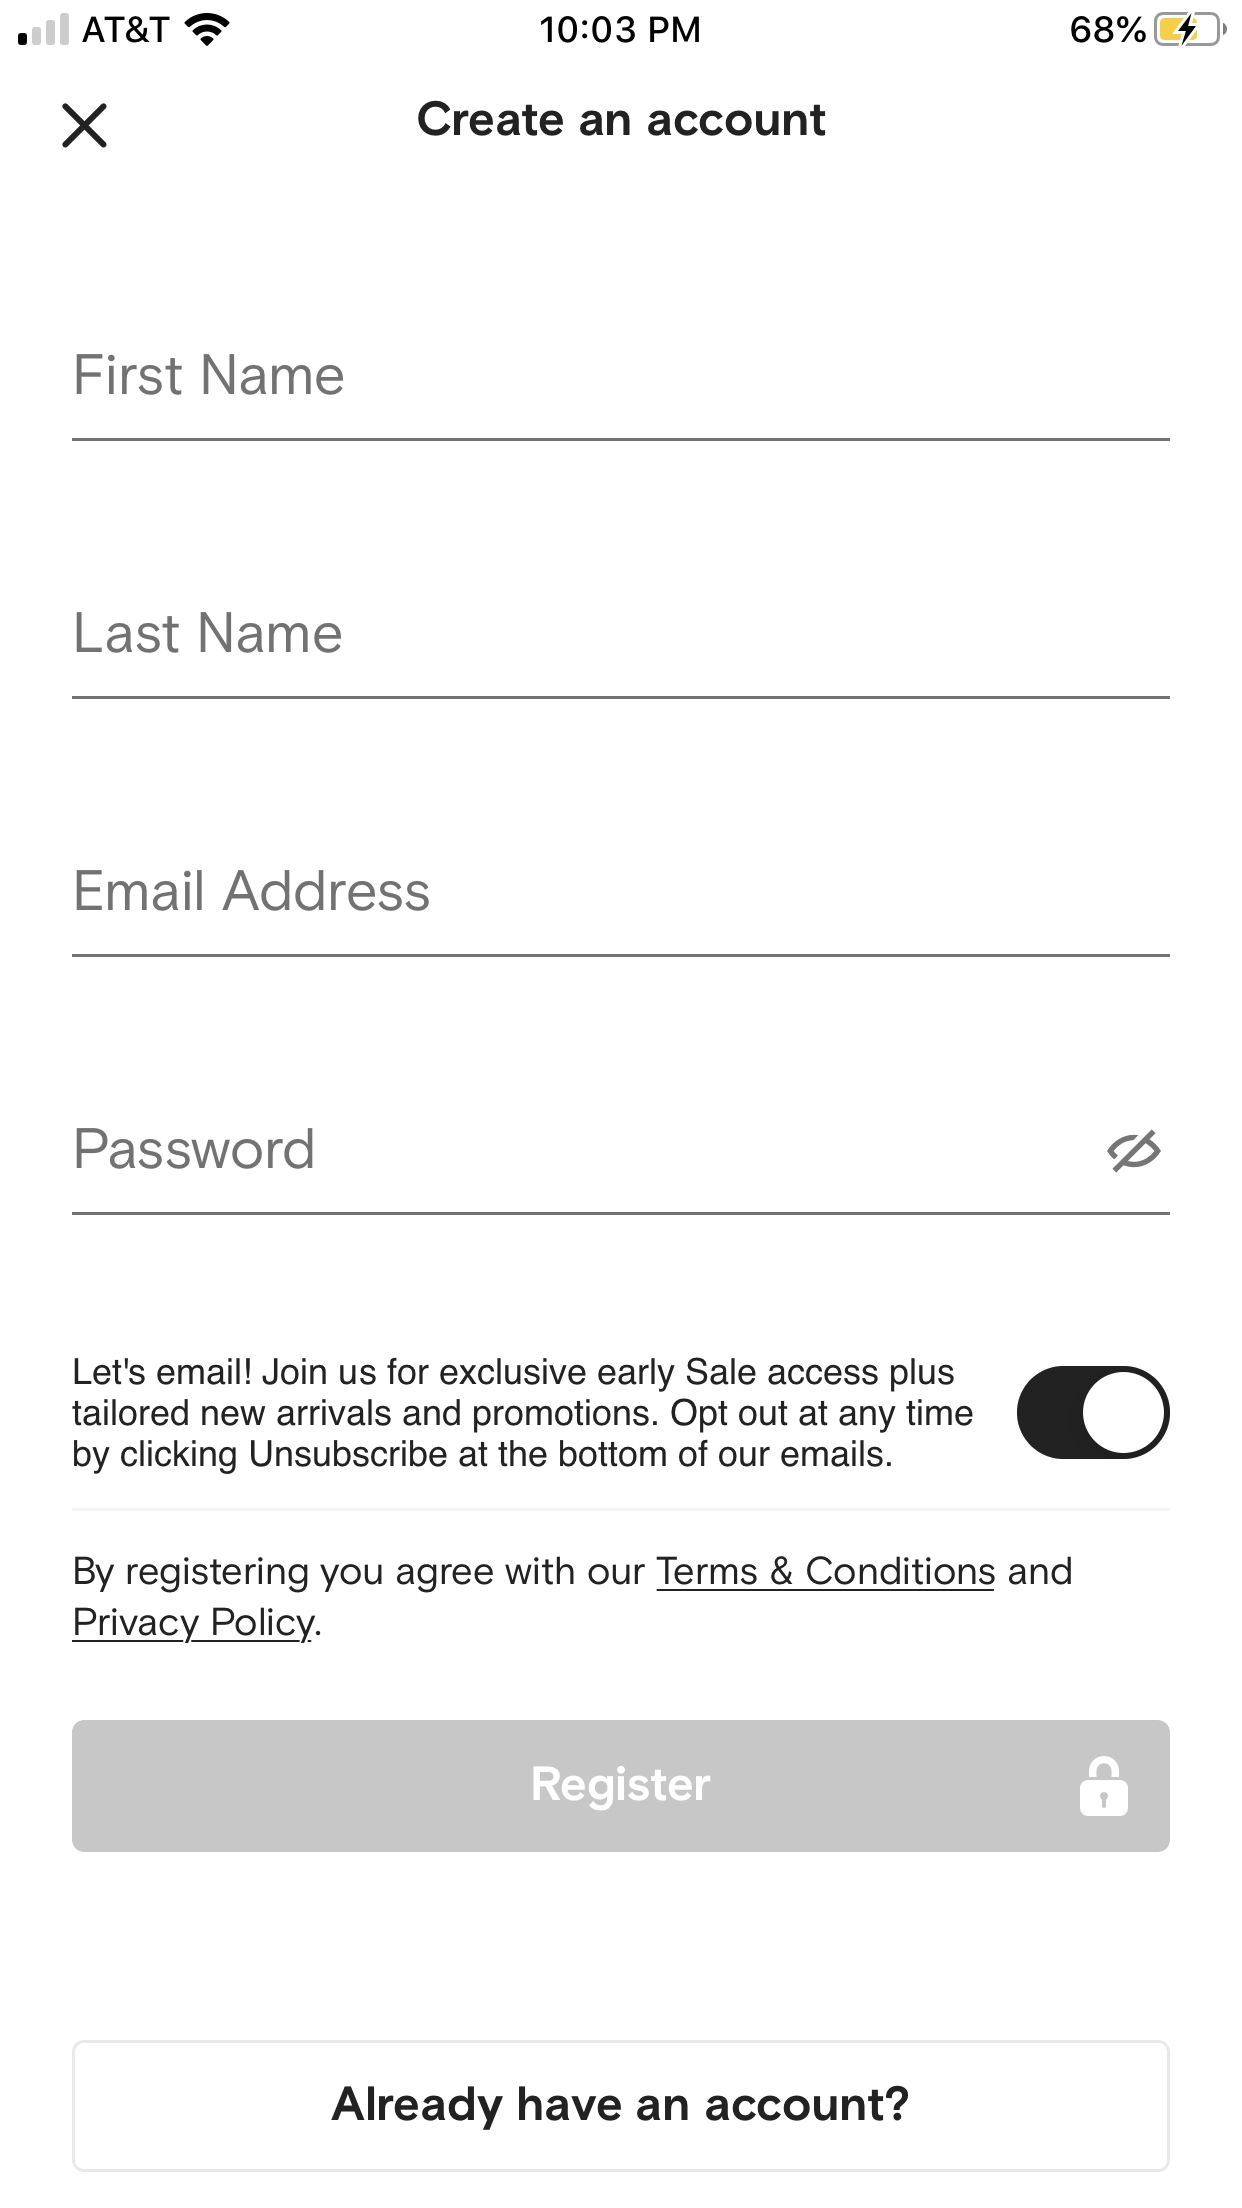 AT&T 10:03 PM 68%
Create an account
First Name
Last Name
Email Address
Password
Let's email! Join us for exclusive early Sale access plus
tailored new arrivals and promotions. Opt out at any time
by clicking Unsubscribe at the bottom of our emails.
By registering you agree with our Terms & Conditions and
Privacy Policy.
Register
Already have an account?